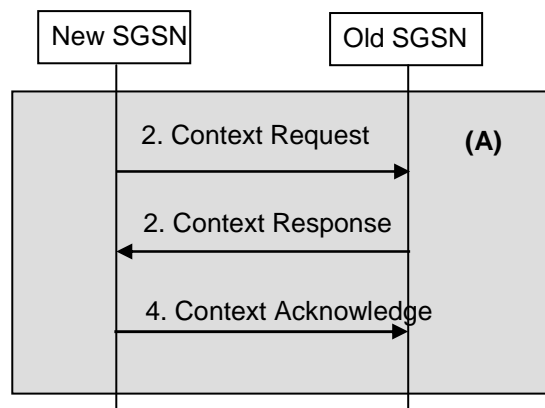 New SGSN
Old SGSN
2. Context Request
(A)
2. Context Response
4. Context Acknowledge